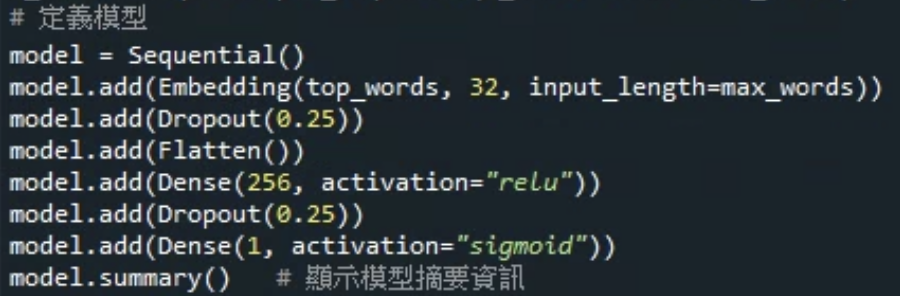 # 定義模型
model = Sequential()
model.add(Embedding(top_words, 32, input_length=max_words))
model.add(Dropout(0.25))
model.add(Flatten())
model.add(Dense(256, activation="relu"))
model.add(Dropout(0.25))
model.add(Dense(1, activation="sigmoid"))
model.summary()   # 顯示模型摘要資訊